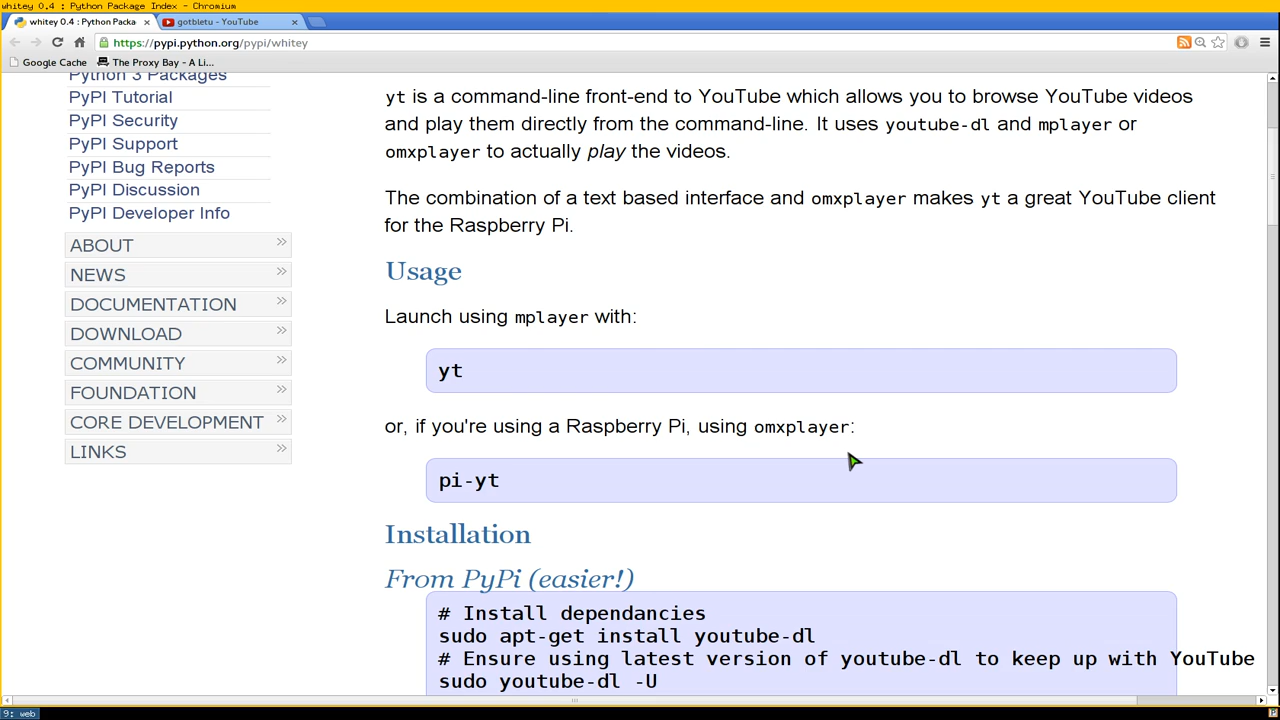 whitey 0.4 : Python Package Index - Chromium
whitey 0.4 : Python Packa
gotbletu - YouTube
https://pypi.python.org/pypi/whitey
Google Cache
The Proxy Bay - A Li...
Python 3 Packages
PyPI Tutorial
PyPI Security
PyPI Support
PyPI Bug Reports
PyPI Discussion
PyPI Developer Info
ABOUT
NEWS
DOCUMENTATION
DOWNLOAD
COMMUNITY
FOUNDATION
CORE DEVELOPMENT
LINKS
yt is a command-line front-end to YouTube which allows you to browse YouTube videos
and play them directly from the command-line. It uses youtube-dl and mplayer or
omxplayer to actually play the videos.
The combination of a text based interface and omxplayer makes yt a great YouTube client
for the Raspberry Pi.
Usage
Launch using mplayer with:
yt
or, if you're using a Raspberry Pi, using omxplayer:
pi-yt
Installation
From PyPi (easier!)
# Install dependancies
sudo apt-get install youtube-dl
# Ensure using latest version of youtube-dl to keep up with YouTube
sudo youtube-dl -U
9: web